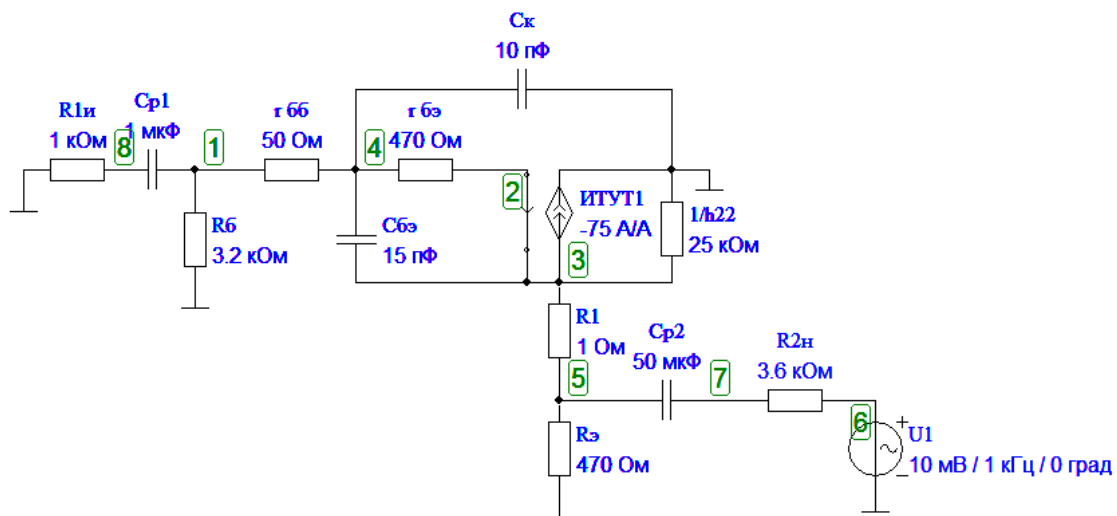 Cк
10 пФ
R1и
1 кОм
8
Cр1
1 мкФ
1
r бб
50 Ом
4
r бэ
470 Ом
2
ИТУТ1
-75 А/А
1/h22
25 кОм
Rб
3.2 кОм
Cбэ
15 пФ
3
R1
1 Ом
Cр2
50 мкФ
R2н
3.6 кОм
5
7
6
U1
10 мВ / 1 кГц / 0 град
Rэ
470 Ом
+
−